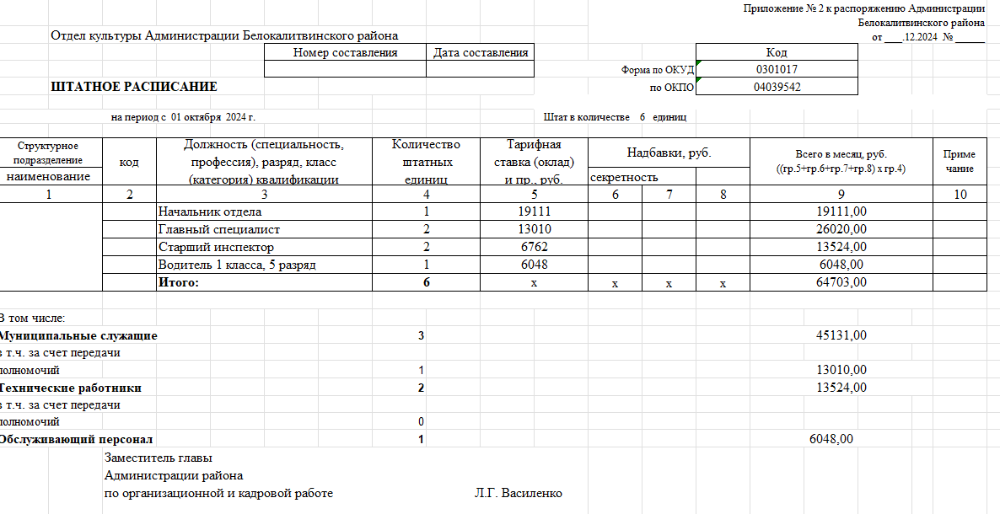 Приложение № 2 к распоряжению Администрации
Белокалитвинского района
от ____.12.2024 № ______
Отдел культуры Администрации Белокалитвинского района
Номер составления Дата составления Код
Форма по ОКУД 0301017
ШТАТНОЕ РАСПИСАНИЕ по ОКПО 04039542
на период с 01 октября 2024 г. Штат в количестве 6 единиц
Структурное
подразделение
наименование
код
Должность (специальность,
профессия), разряд, класс
(категория) квалификации
Количество
штатных
единиц
Тарифная
ставка (оклад)
и пр., руб.
Надбавки, руб.
секретность
Всего в месяц, руб.
((гр.5+гр.6+гр.7+гр.8) х гр.4)
Приме
чание
1 2 3 4 5 6 7 8 9 10
Начальник отдела 1 19111 19111,00
Главный специалист 2 13010 26020,00
Старший инспектор 2 6762 13524,00
Водитель 1 класса, 5 разряд 1 6048 6048,00
Итого: 6 х х х х 64703,00
В том числе:
Муниципальные служащие 3 45131,00
в т.ч. за счет передачи
полномочий 1 13010,00
Технические работники 2 13524,00
в т.ч. за счет передачи
полномочий 0
Обслуживающий персонал 1 6048,00
Заместитель главы
Администрации района
по организационной и кадровой работе Л.Г. Василенко